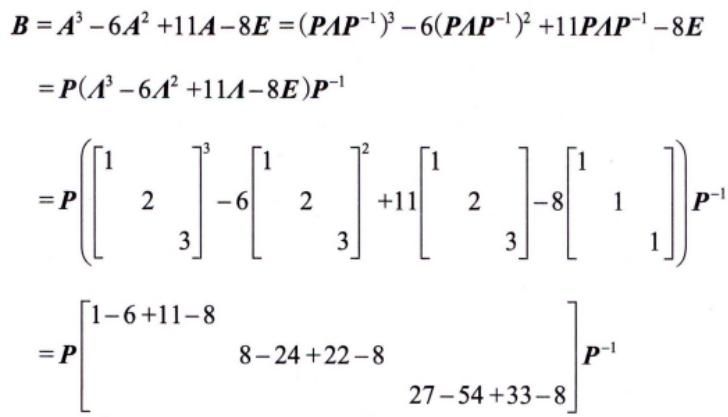 B = A³ − 6A² + 11A − 8E = (PΛP⁻¹)³ − 6(PΛP⁻¹)² + 11PΛP⁻¹ − 8E
= P(Λ³ − 6Λ² + 11Λ − 8E)P⁻¹
= P([1 2 3]³ − 6[1 2 3]² + 11[1 2 3] − 8[1 1 1])P⁻¹
= P[1−6+11−8 8−24+22−8 27−54+33−8]P⁻¹